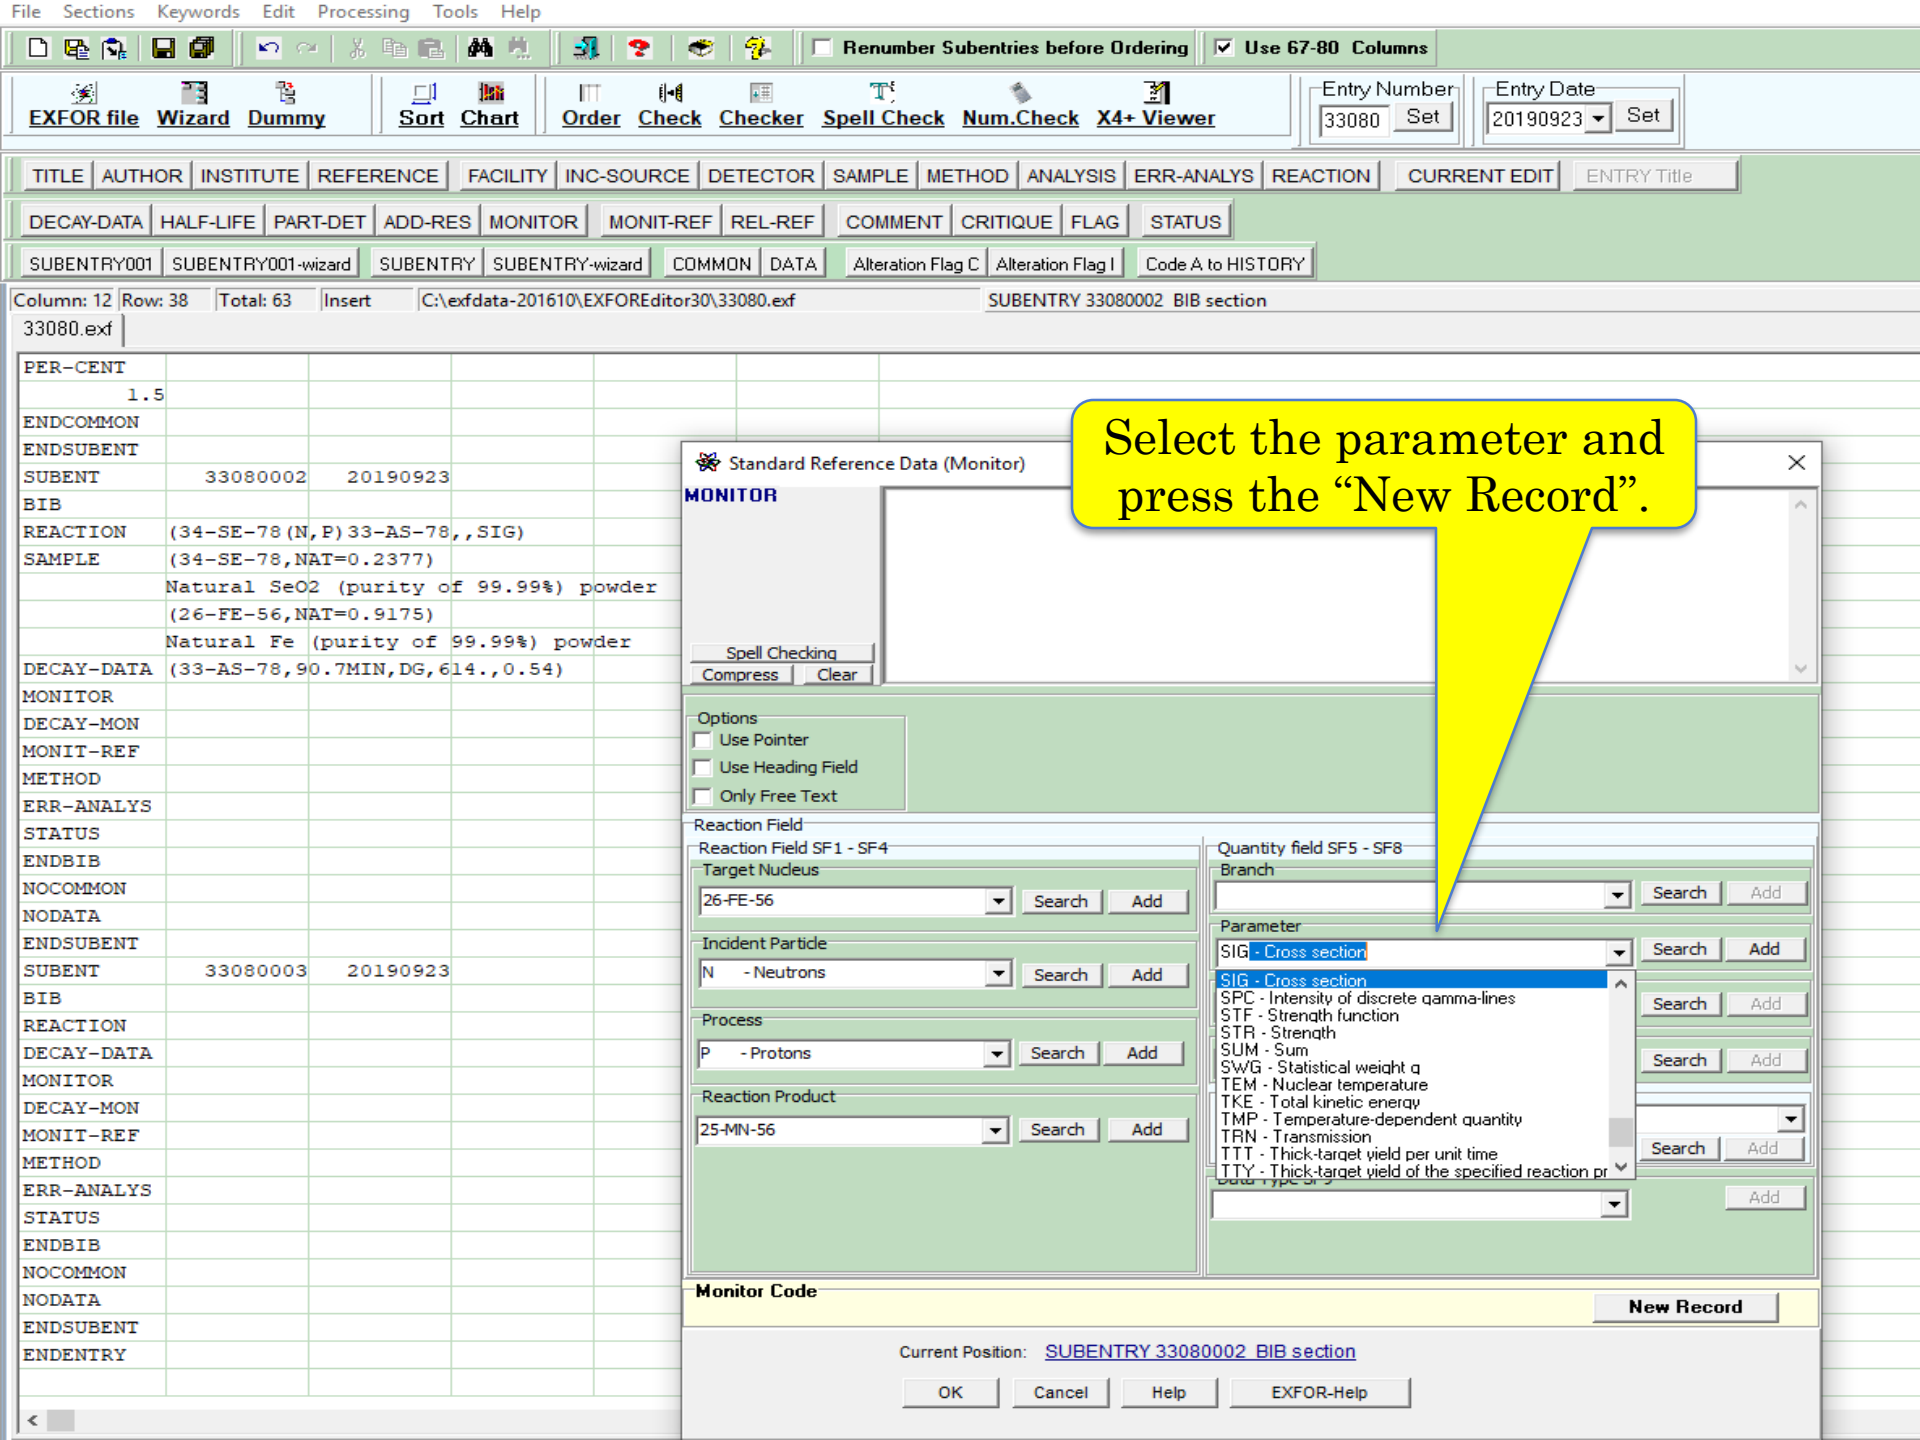 File Sections Keywords Edit Processing Tools Help
Renumber Subentries before Ordering Use 67-80 Columns
EXFOR file Wizard Dummy Sort Chart Order Check Checker Spell Check Num.Check X4+ Viewer
Entry Number
33080 Set
Entry Date
20190923 Set
TITLE AUTHOR INSTITUTE REFERENCE FACILITY INC-SOURCE DETECTOR SAMPLE METHOD ANALYSIS ERR-ANALYS REACTION CURRENT EDIT ENTRY Title
DECAY-DATA HALF-LIFE PART-DET ADD-RES MONITOR MONIT-REF REL-REF COMMENT CRITIQUE FLAG STATUS
SUBENTRY001 SUBENTRY001-wizard SUBENTRY SUBENTRY-wizard COMMON DATA Alteration Flag C Alteration Flag I Code A to HISTORY
Column: 12 Row: 38 Total: 63 Insert C:\exfdata-201610\EXFOREditor30\33080.exf SUBENTRY 33080002 BIB section
33080.exf
PER-CENT
1.5
ENDCOMMON
ENDSUBENT
SUBENT 33080002 20190923
BIB
REACTION (34-SE-78(N,P)33-AS-78,,SIG)
SAMPLE (34-SE-78,NAT=0.2377)
Natural SeO2 (purity of 99.99%) powder
(26-FE-56,NAT=0.9175)
Natural Fe (purity of 99.99%) powder
DECAY-DATA (33-AS-78,90.7MIN,DG,614.,0.54)
MONITOR
DECAY-MON
MONIT-REF
METHOD
ERR-ANALYS
STATUS
ENDBIB
NOCOMMON
NODATA
ENDSUBENT
SUBENT 33080003 20190923
BIB
REACTION
DECAY-DATA
MONITOR
DECAY-MON
MONIT-REF
METHOD
ERR-ANALYS
STATUS
ENDBIB
NOCOMMON
NODATA
ENDSUBENT
ENDENTRY
Select the parameter and
press the “New Record”.
Standard Reference Data (Monitor)
MONITOR
Spell Checking
Compress Clear
Options
Use Pointer
Use Heading Field
Only Free Text
Reaction Field
Reaction Field SF1 - SF4
Target Nucleus
26-FE-56 Search Add
Incident Particle
N - Neutrons Search Add
Process
P - Protons Search Add
Reaction Product
25-MN-56 Search Add
Quantity field SF5 - SF8
Branch
Search Add
Parameter
SIG - Cross section Search Add
SIG - Cross section
SPC - Intensity of discrete gamma-lines
STF - Strength function
STR - Strength
SUM - Sum
SWG - Statistical weight g
TEM - Nuclear temperature
TKE - Total kinetic energy
TMP - Temperature-dependent quantity
TRN - Transmission
TTT - Thick-target yield per unit time
TTY - Thick-target yield of the specified reaction pr
Search Add
Search Add
Search Add
Data Type SF9
Add
Monitor Code
New Record
Current Position: SUBENTRY 33080002 BIB section
OK Cancel Help EXFOR-Help